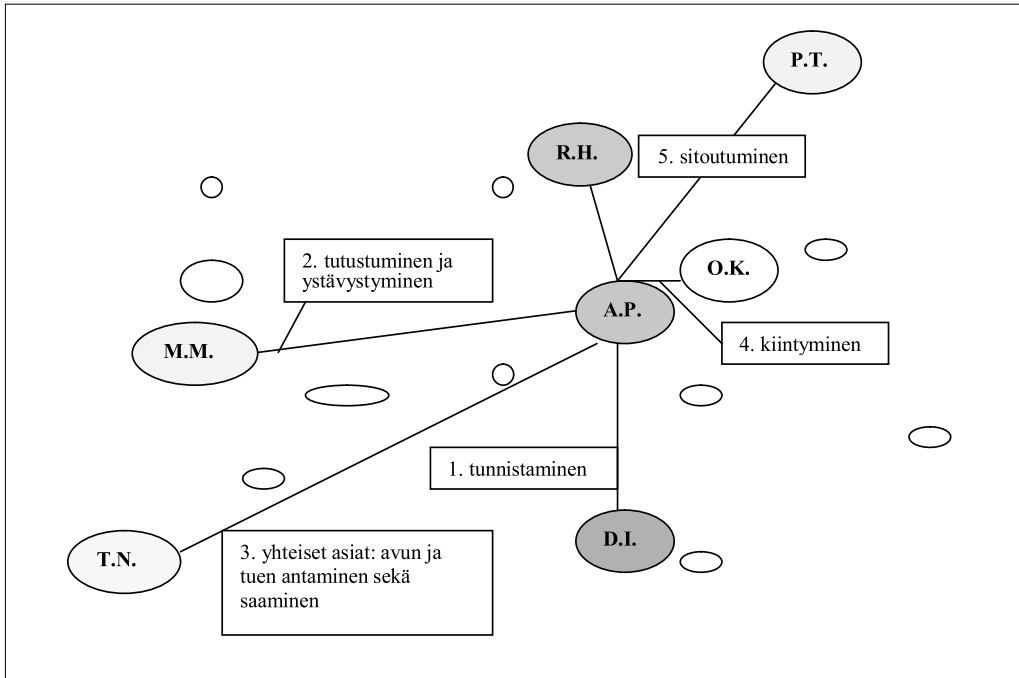 P.T.
R.H.
5. sitoutuminen
2. tutustuminen ja
ystävystyminen
O.K.
A.P.
M.M.
4. kiintyminen
1. tunnistaminen
D.I.
T.N.
3. yhteiset asiat: avun ja
tuen antaminen sekä
saaminen